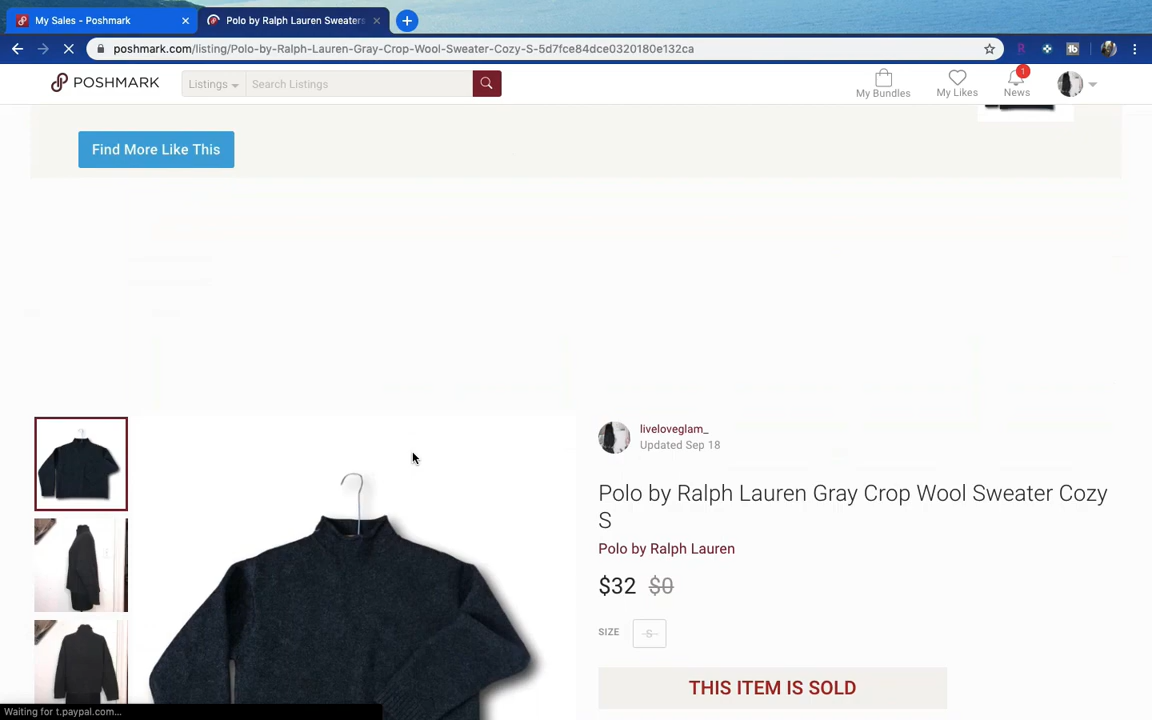 My Sales - Poshmark
Polo by Ralph Lauren Sweaters
poshmark.com/listing/Polo-by-Ralph-Lauren-Gray-Crop-Wool-Sweater-Cozy-S-5d7fce84dce0320180e132ca
POSHMARK
Listings
Search Listings
My Bundles
My Likes
1
News
Find More Like This
liveloveglam_
Updated Sep 18
Polo by Ralph Lauren Gray Crop Wool Sweater Cozy
S
Polo by Ralph Lauren
$32 $0
SIZE
S
THIS ITEM IS SOLD
Waiting for t.paypal.com...